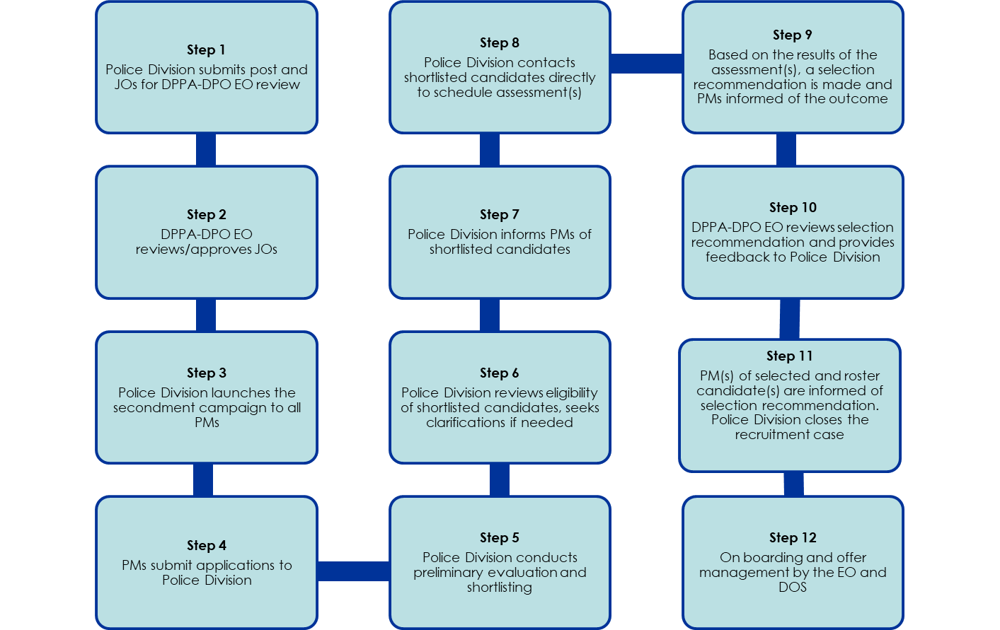 Step 1
Police Division submits post and
JOs for DPPA-DPO EO review
Step 2
DPPA-DPO EO
reviews/approves JOs
Step 3
Police Division launches the
secondment campaign to all
PMs
Step 4
PMs submit applications to
Police Division
Step 5
Police Division conducts
preliminary evaluation and
shortlisting
Step 6
Police Division reviews eligibility
of shortlisted candidates, seeks
clarifications if needed
Step 7
Police Division informs PMs of
shortlisted candidates
Step 8
Police Division contacts
shortlisted candidates directly
to schedule assessment(s)
Step 9
Based on the results of the
assessment(s), a selection
recommendation is made and
PMs informed of the outcome
Step 10
DPPA-DPO EO reviews selection
recommendation and provides
feedback to Police Division
Step 11
PM(s) of selected and roster
candidate(s) are informed of
selection recommendation.
Police Division closes the
recruitment case
Step 12
On boarding and offer
management by the EO and
DOS